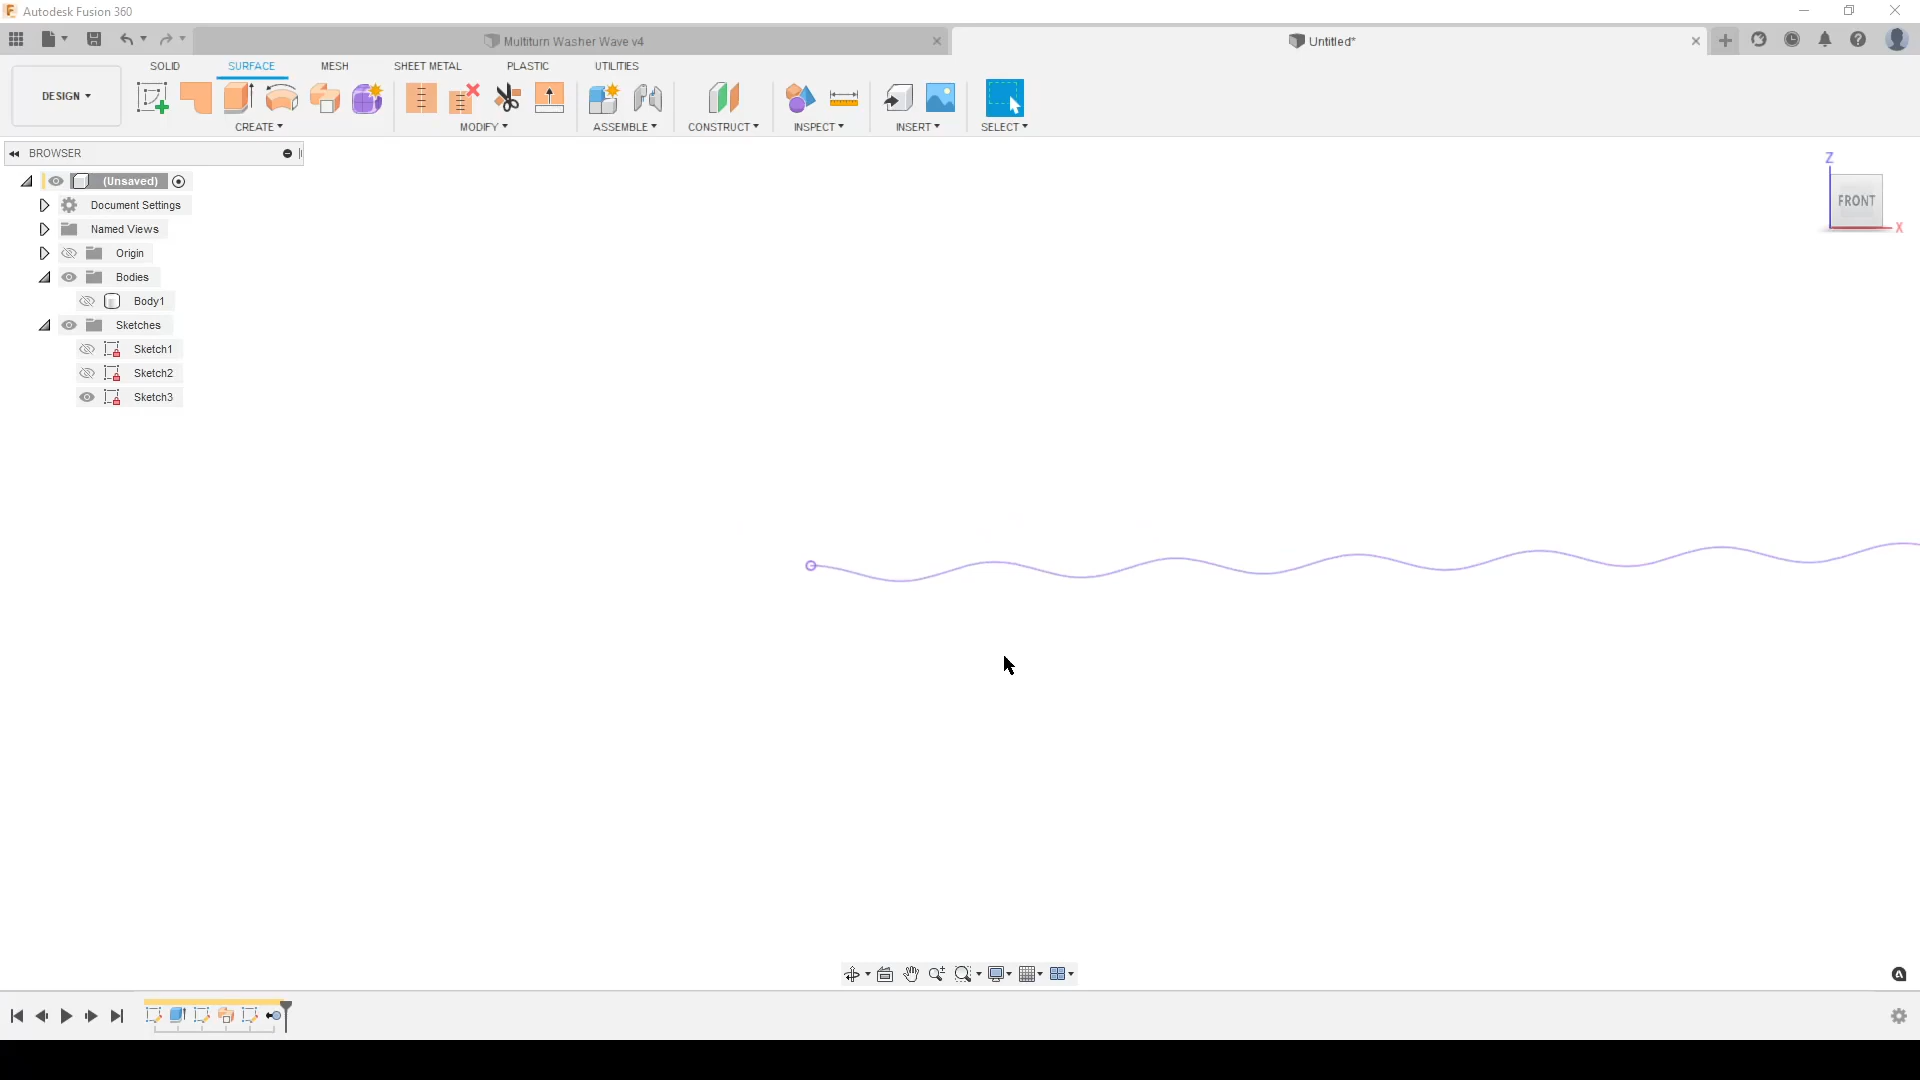 Autodesk Fusion 360
Multiturn Washer Wave v4
Untitled*
DESIGN
SOLID
SURFACE
MESH
SHEET METAL
PLASTIC
UTILITIES
CREATE
MODIFY
ASSEMBLE
CONSTRUCT
INSPECT
INSERT
SELECT
BROWSER
(Unsaved)
Document Settings
Named Views
Origin
Bodies
Body1
Sketches
Sketch1
Sketch2
Sketch3
Z
FRONT
X